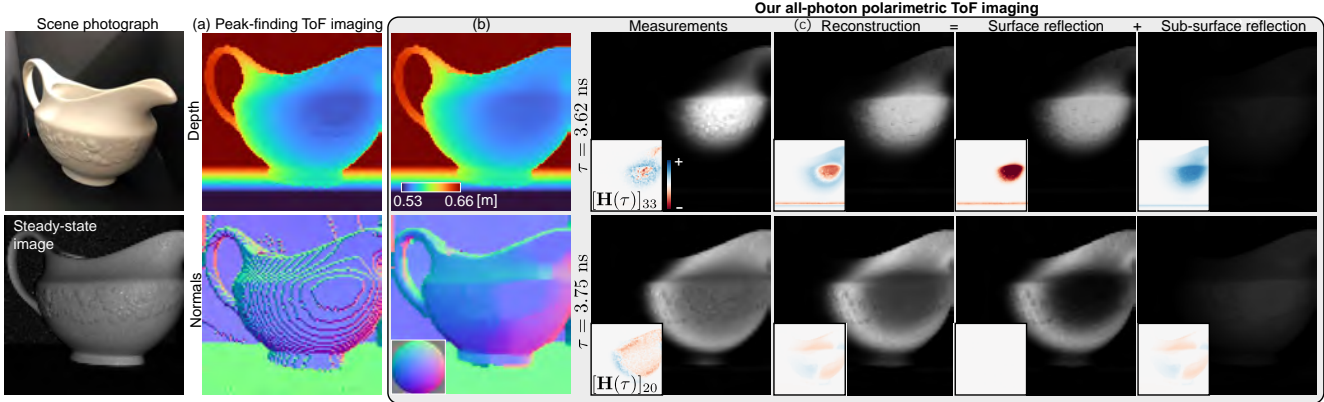 Our all-photon polarimetric ToF imaging
Scene photograph
(a) Peak-finding ToF imaging
(b)
Measurements
(c) Reconstruction
=
Surface reflection
+
Sub-surface reflection
Depth
0.53 0.66 [m]
τ = 3.62 ns
+
−
[H(τ)]₃₃
Steady-state
image
Normals
τ = 3.75 ns
[H(τ)]₂₀